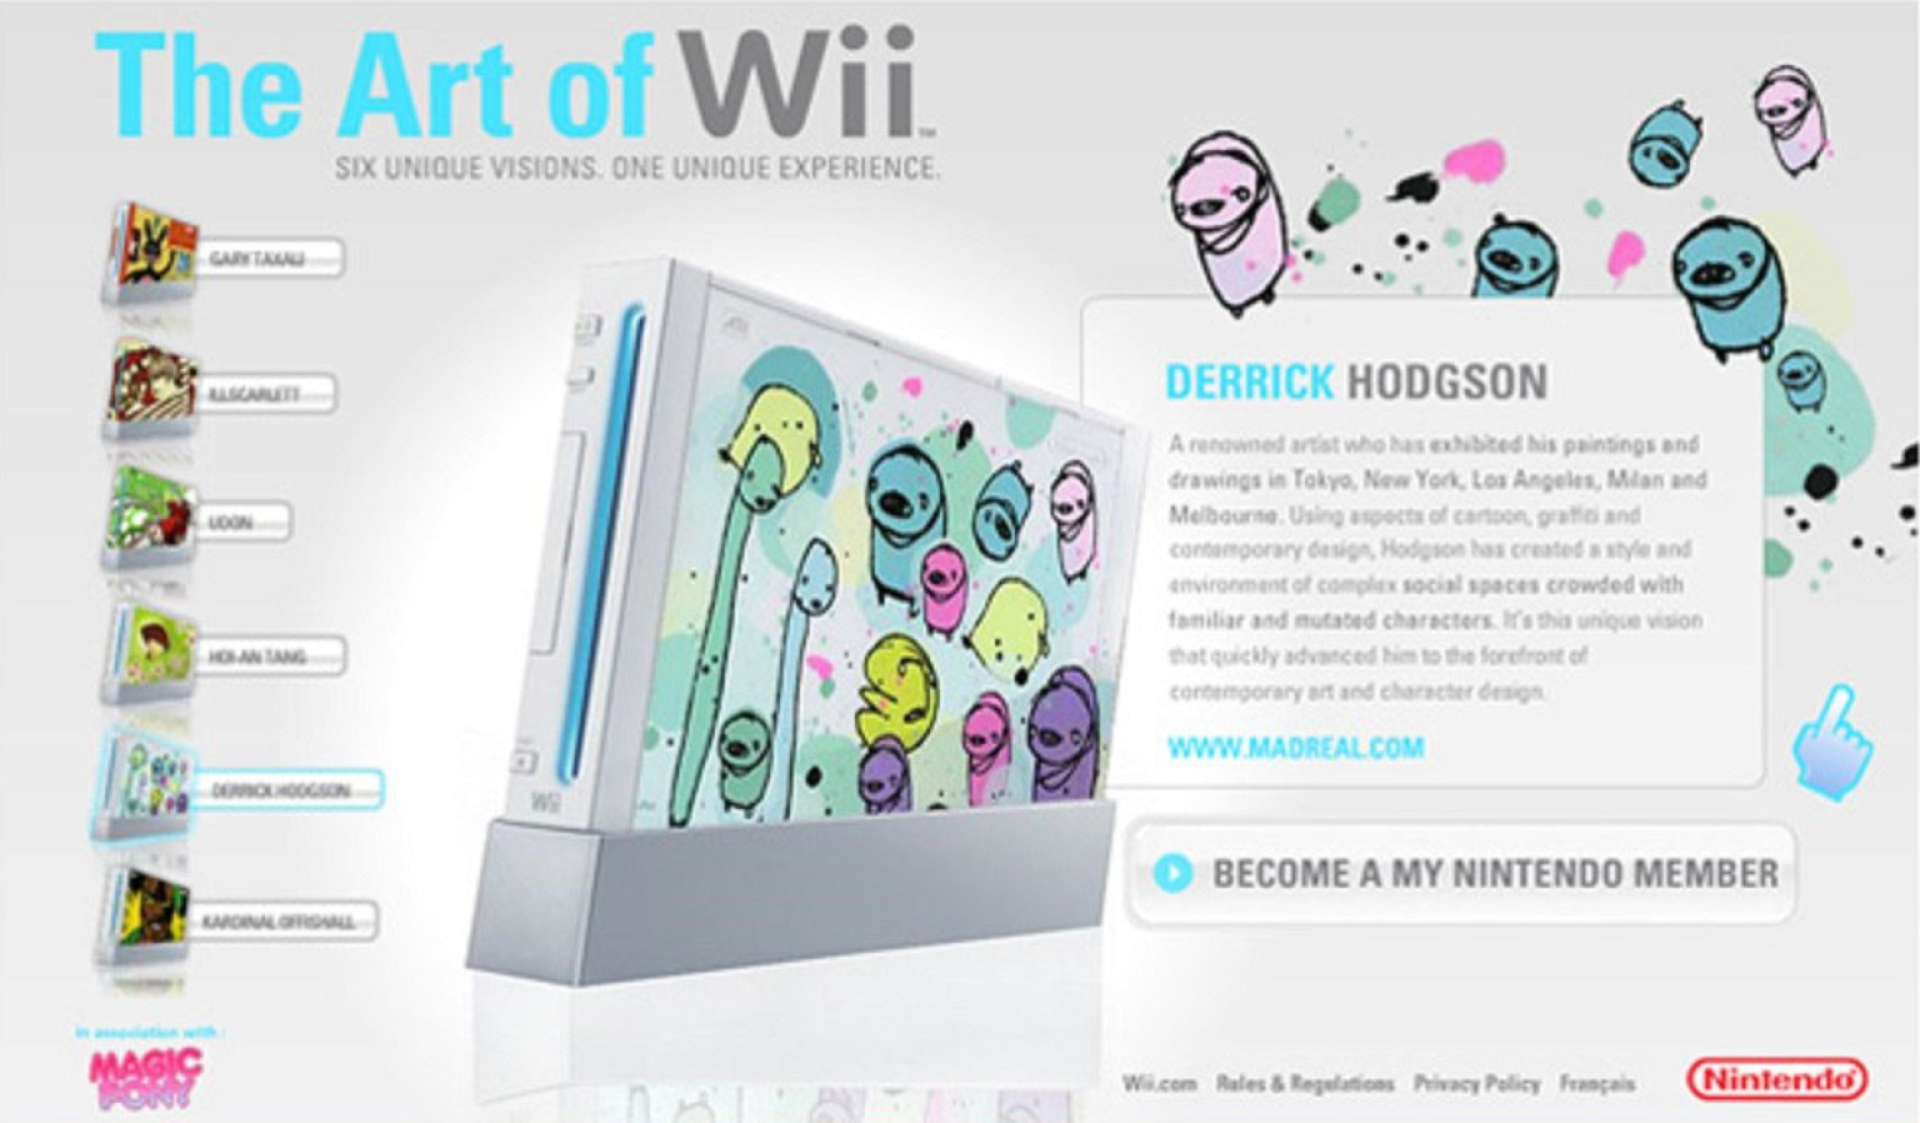 The Art of Wii™
SIX UNIQUE VISIONS. ONE UNIQUE EXPERIENCE.
GARY TAXALI
ILLSCARLETT
UDON
HOI-AN TANG
DERRICK HODGSON
KARDINAL OFFISHALL
in association with :
MAGIC
PONY
Wii
DERRICK HODGSON
A renowned artist who has exhibited his paintings and
drawings in Tokyo, New York, Los Angeles, Milan and
Melbourne. Using aspects of cartoon, graffiti and
contemporary design, Hodgson has created a style and
environment of complex social spaces crowded with
familiar and mutated characters. It's this unique vision
that quickly advanced him to the forefront of
contemporary art and character design.
WWW.MADREAL.COM
BECOME A MY NINTENDO MEMBER
Wii.com Rules & Regulations Privacy Policy Français
Nintendo®